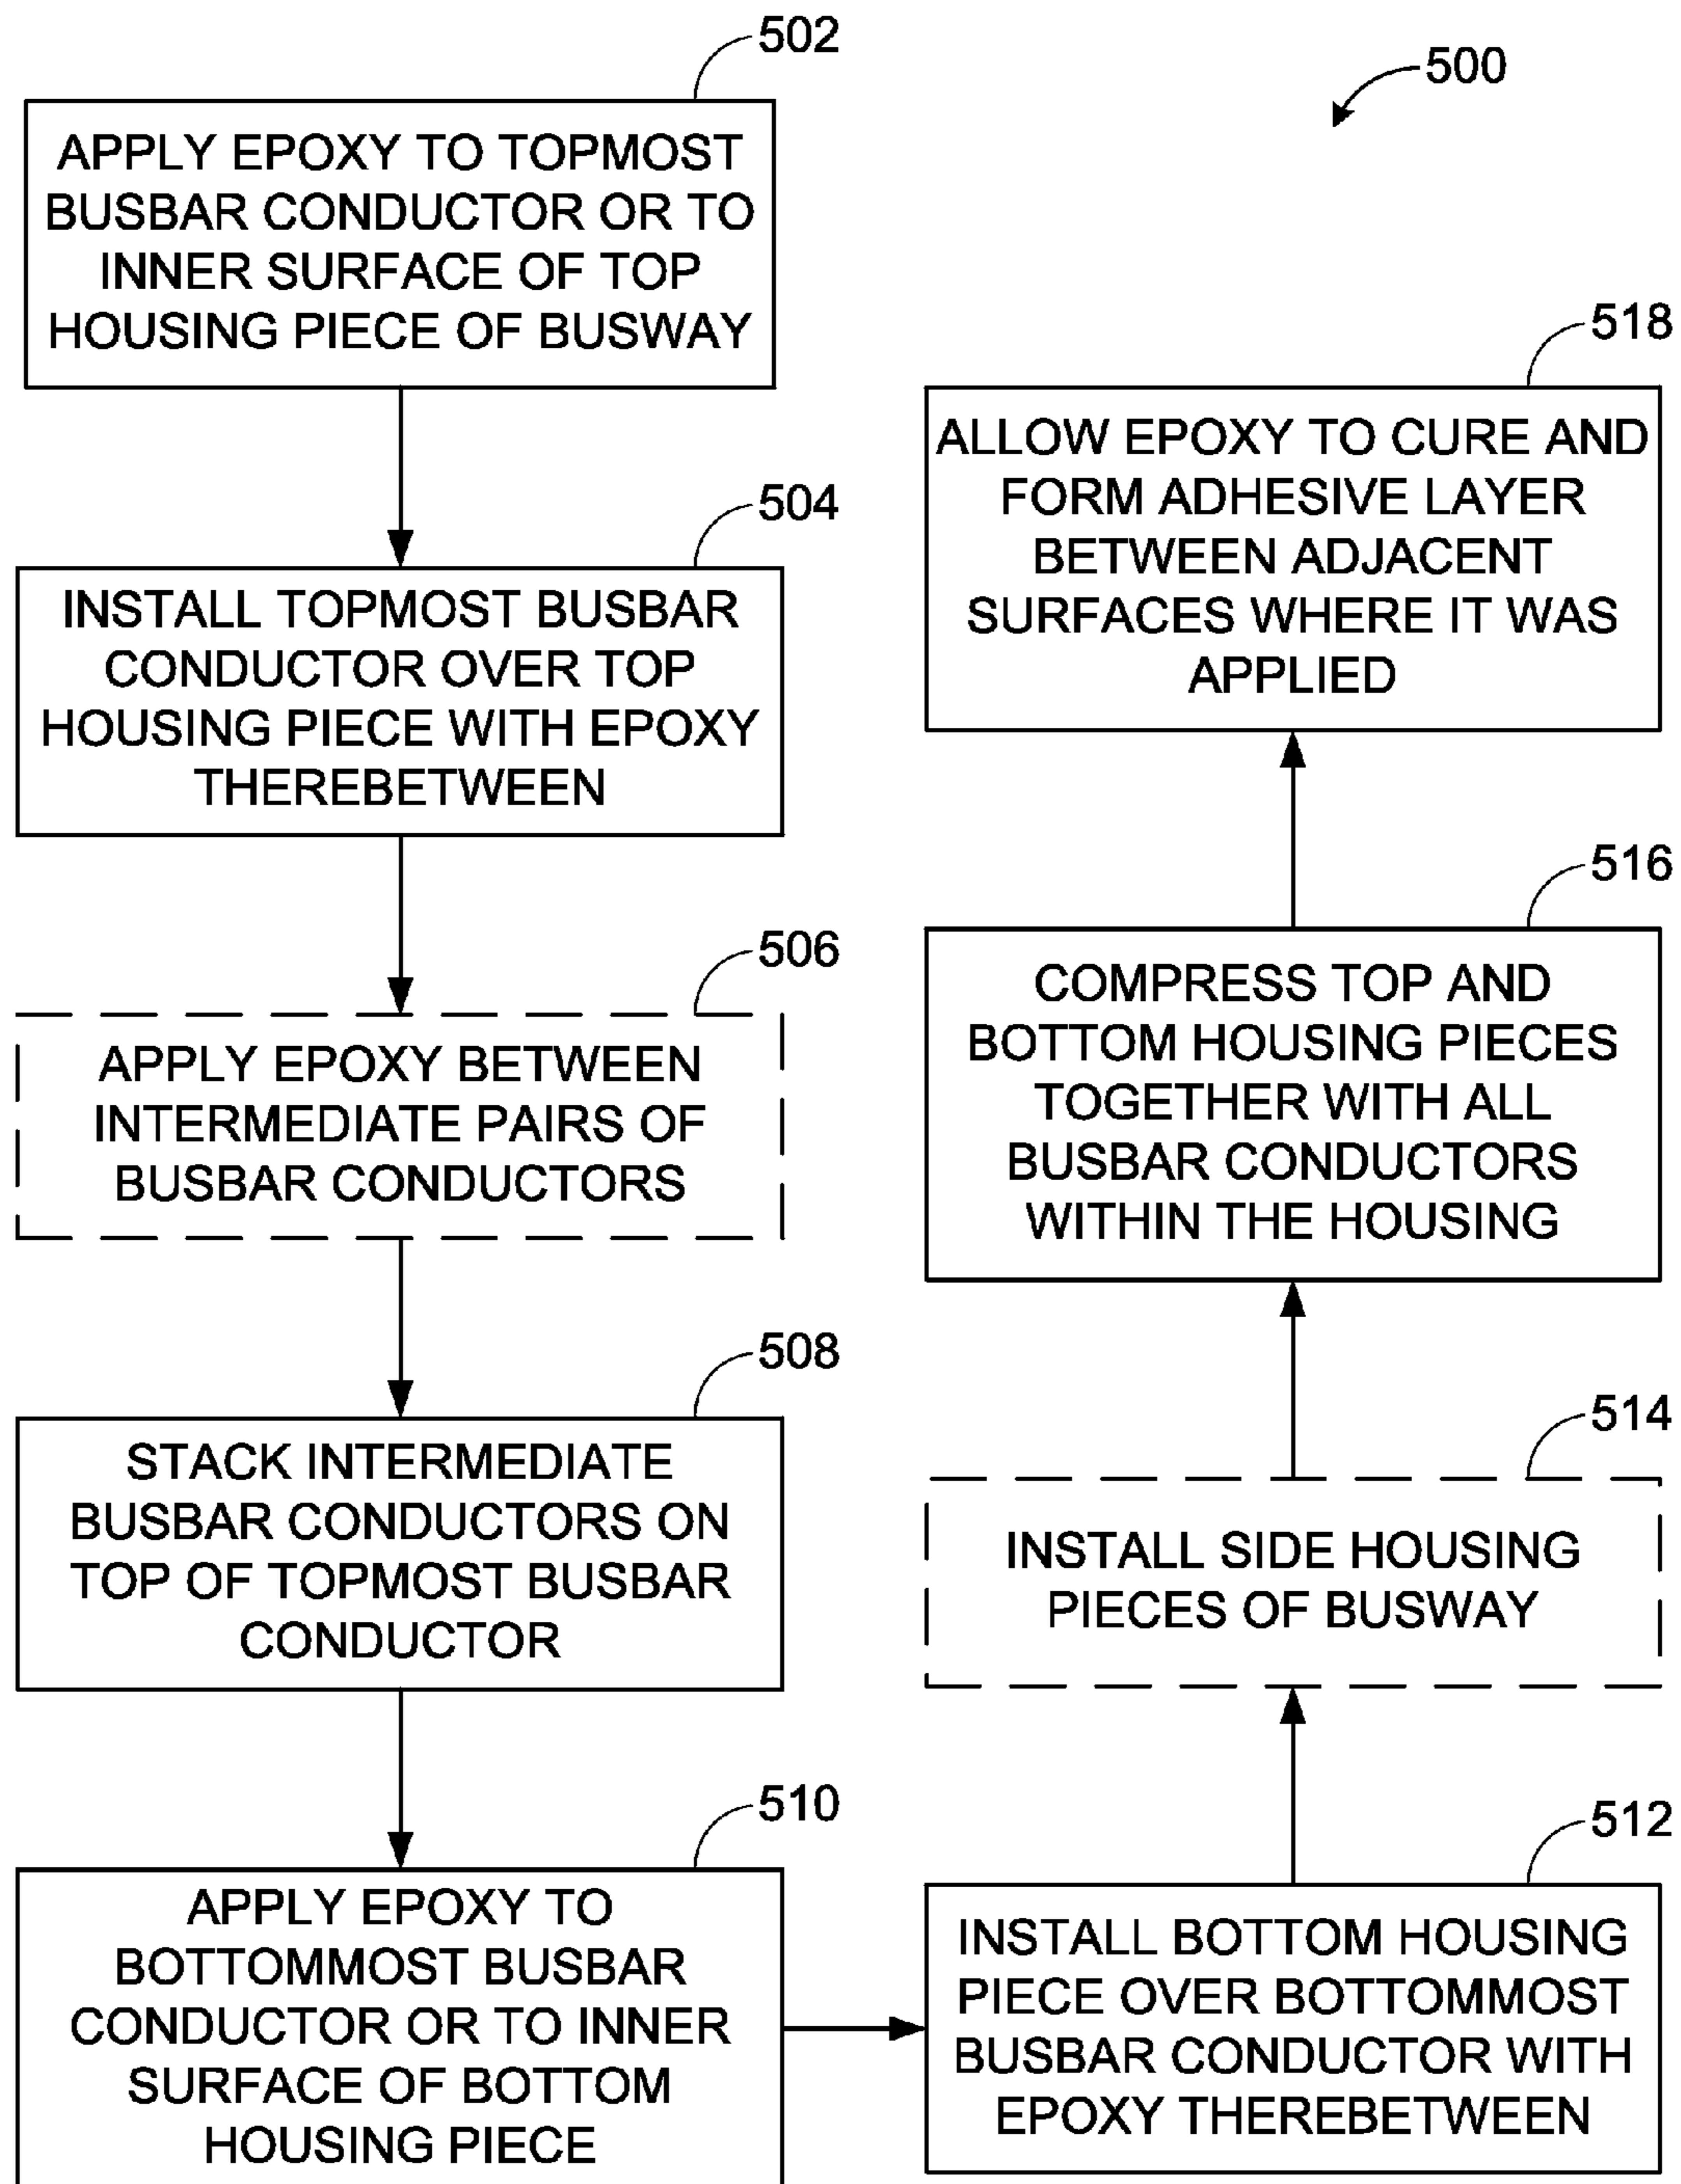 500
502
APPLY EPOXY TO TOPMOST
BUSBAR CONDUCTOR OR TO
INNER SURFACE OF TOP
HOUSING PIECE OF BUSWAY
504
INSTALL TOPMOST BUSBAR
CONDUCTOR OVER TOP
HOUSING PIECE WITH EPOXY
THEREBETWEEN
506
APPLY EPOXY BETWEEN
INTERMEDIATE PAIRS OF
BUSBAR CONDUCTORS
508
STACK INTERMEDIATE
BUSBAR CONDUCTORS ON
TOP OF TOPMOST BUSBAR
CONDUCTOR
510
APPLY EPOXY TO
BOTTOMMOST BUSBAR
CONDUCTOR OR TO INNER
SURFACE OF BOTTOM
HOUSING PIECE
512
INSTALL BOTTOM HOUSING
PIECE OVER BOTTOMMOST
BUSBAR CONDUCTOR WITH
EPOXY THEREBETWEEN
514
INSTALL SIDE HOUSING
PIECES OF BUSWAY
516
COMPRESS TOP AND
BOTTOM HOUSING PIECES
TOGETHER WITH ALL
BUSBAR CONDUCTORS
WITHIN THE HOUSING
518
ALLOW EPOXY TO CURE AND
FORM ADHESIVE LAYER
BETWEEN ADJACENT
SURFACES WHERE IT WAS
APPLIED